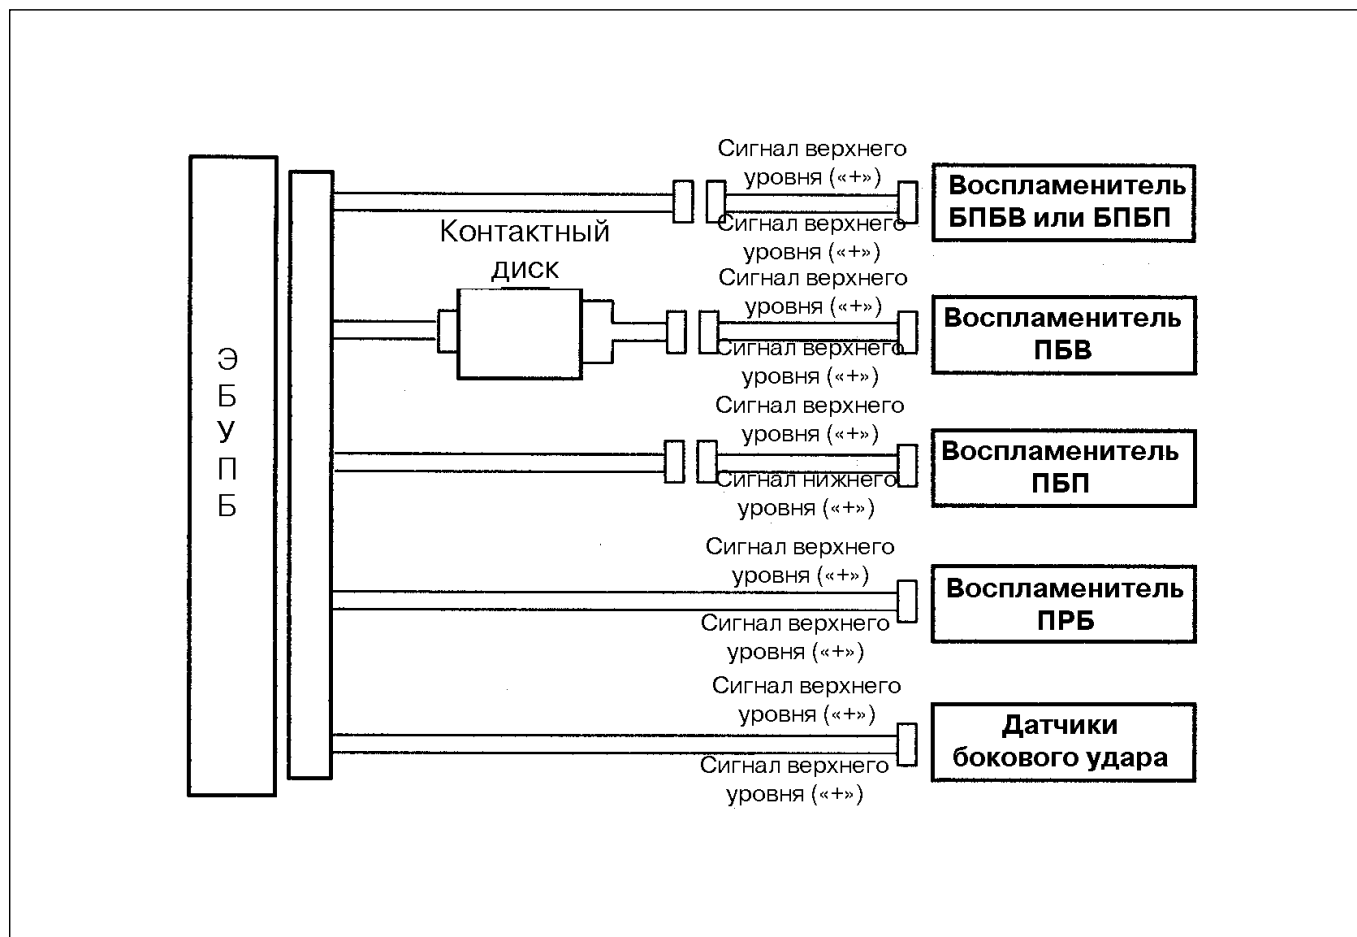 Сигнал верхнего
уровня («+»)
Воспламенитель
БПБВ или БПБП
Сигнал верхнего
уровня («+»)
Контактный
диск
Сигнал верхнего
уровня («+»)
Воспламенитель
ПБВ
Сигнал верхнего
уровня («+»)
Э
Б
У
П
Б
Сигнал верхнего
уровня («+»)
Воспламенитель
ПБП
Сигнал нижнего
уровня («+»)
Сигнал верхнего
уровня («+»)
Воспламенитель
ПРБ
Сигнал верхнего
уровня («+»)
Сигнал верхнего
уровня («+»)
Датчики
бокового удара
Сигнал верхнего
уровня («+»)